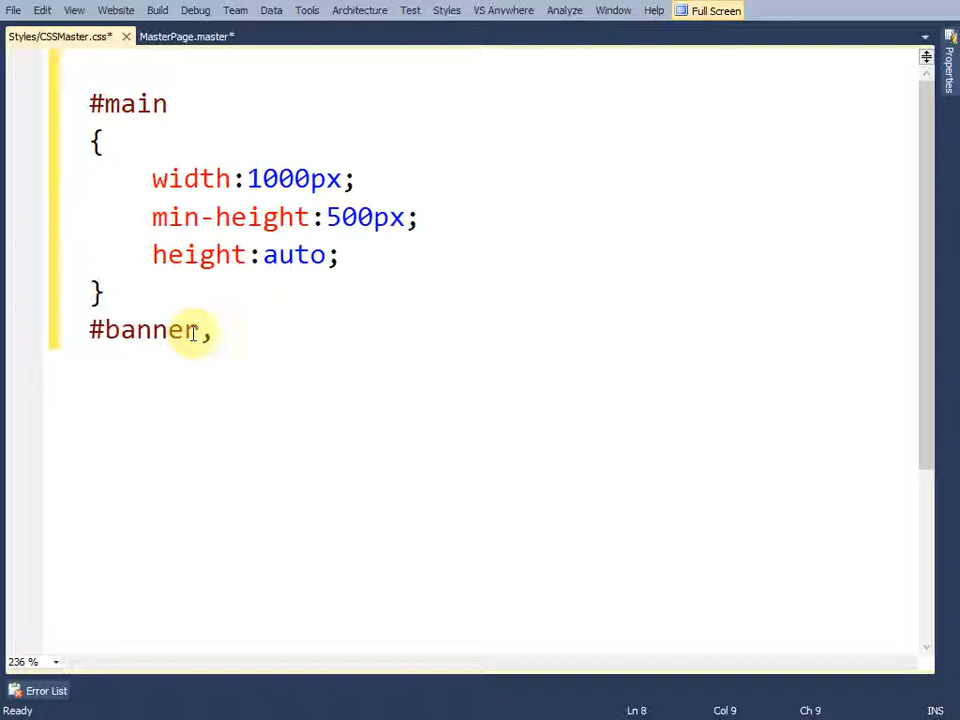 File Edit View Website Build Debug Team Data Tools Architecture Test Styles VS Anywhere Analyze Window Help Full Screen
Styles/CSSMaster.css* MasterPage.master*
Properties
#main
{
width:1000px;
min-height:500px;
height:auto;
}
#banner,
236 %
Error List
Ready Ln 8 Col 9 Ch 9 INS